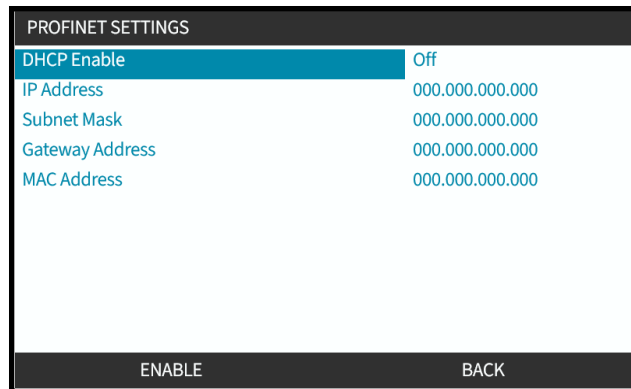 PROFINET SETTINGS
DHCP Enable Off
IP Address 000.000.000.000
Subnet Mask 000.000.000.000
Gateway Address 000.000.000.000
MAC Address 000.000.000.000
ENABLE BACK